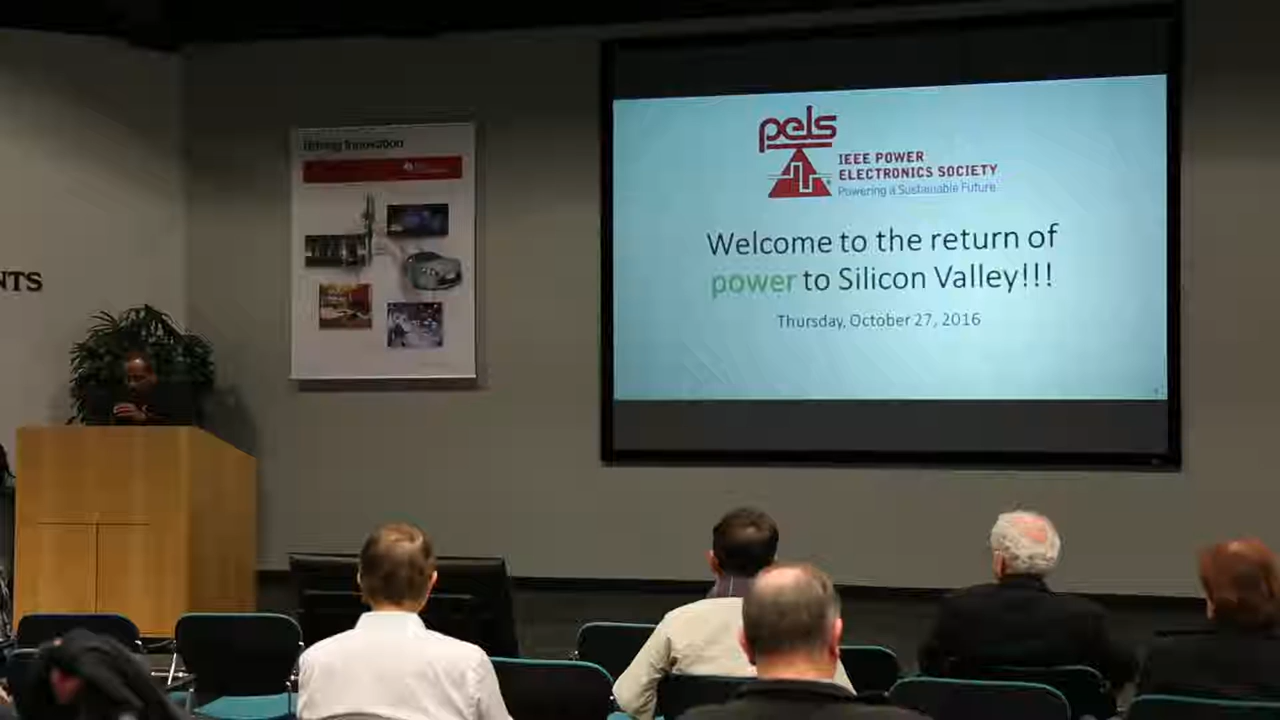 NTS
Driving Innovation
pels
IEEE POWER
ELECTRONICS SOCIETY
Powering a Sustainable Future
Welcome to the return of
power to Silicon Valley!!!
Thursday, October 27, 2016